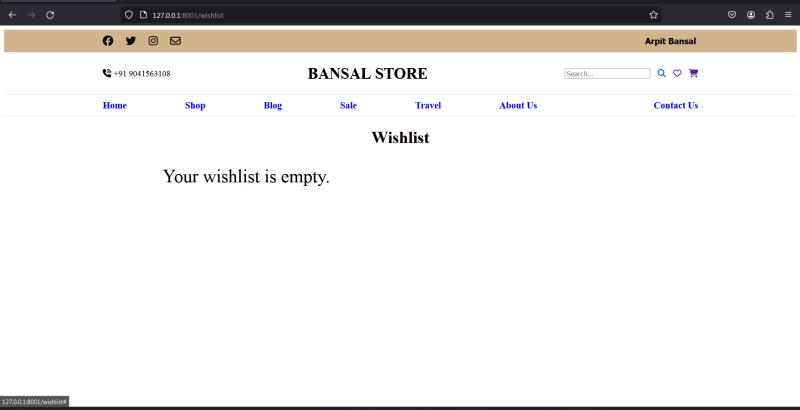 127.0.0.1:8001/wishlist
Arpit Bansal
+91 9041563108
BANSAL STORE
Search...
Home Shop Blog Sale Travel About Us Contact Us
Wishlist
Your wishlist is empty.
127.0.0.1:8001/wishlist#